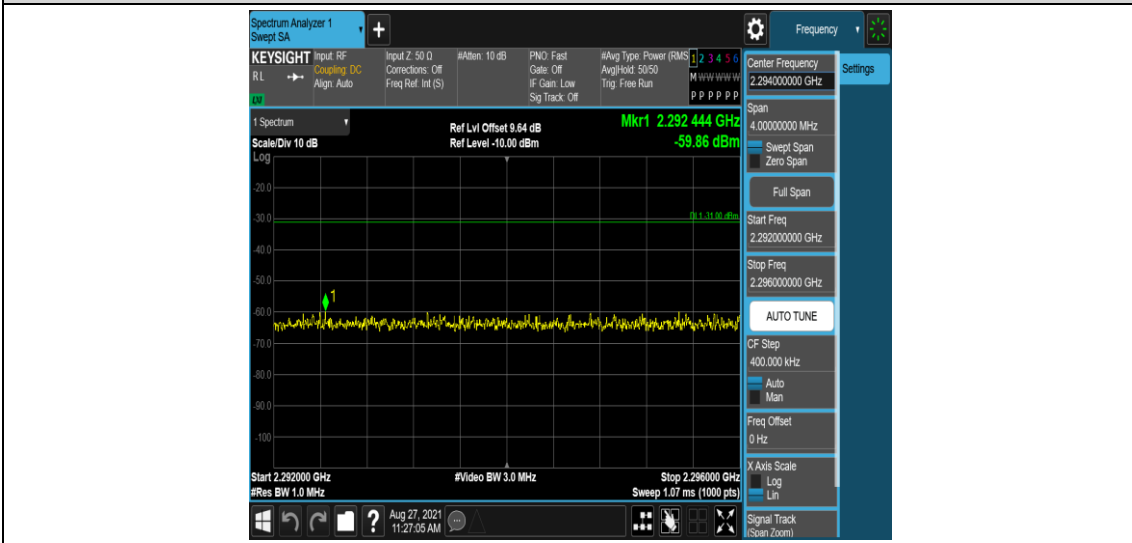 Spectrum Analyzer 1
Swept SA
+
Frequency
KEYSIGHT
RL
LNI
Input: RF
Coupling: DC
Align: Auto
Input Z: 50 Ω
Corrections: Off
Freq Ref: Int (S)
#Atten: 10 dB
PNO: Fast
Gate: Off
IF Gain: Low
Sig Track: Off
#Avg Type: Power (RMS
Avg|Hold: 50/50
Trig: Free Run
1 2 3 4 5 6
M W W W W W
P P P P P P
1 Spectrum
Scale/Div 10 dB
Ref Lvl Offset 9.64 dB
Ref Level -10.00 dBm
Mkr1 2.292 444 GHz
-59.86 dBm
Log
-20.0
-30.0
DL1 -31.00 dBm
-40.0
-50.0
1
-60.0
-70.0
-80.0
-90.0
-100
Start 2.292000 GHz
#Res BW 1.0 MHz
#Video BW 3.0 MHz
Stop 2.296000 GHz
Sweep 1.07 ms (1000 pts)
?
Aug 27, 2021
11:27:05 AM
Center Frequency
2.294000000 GHz
Settings
Span
4.00000000 MHz
Swept Span
Zero Span
Full Span
Start Freq
2.292000000 GHz
Stop Freq
2.296000000 GHz
AUTO TUNE
CF Step
400.000 kHz
Auto
Man
Freq Offset
0 Hz
X Axis Scale
Log
Lin
Signal Track
(Span Zoom)